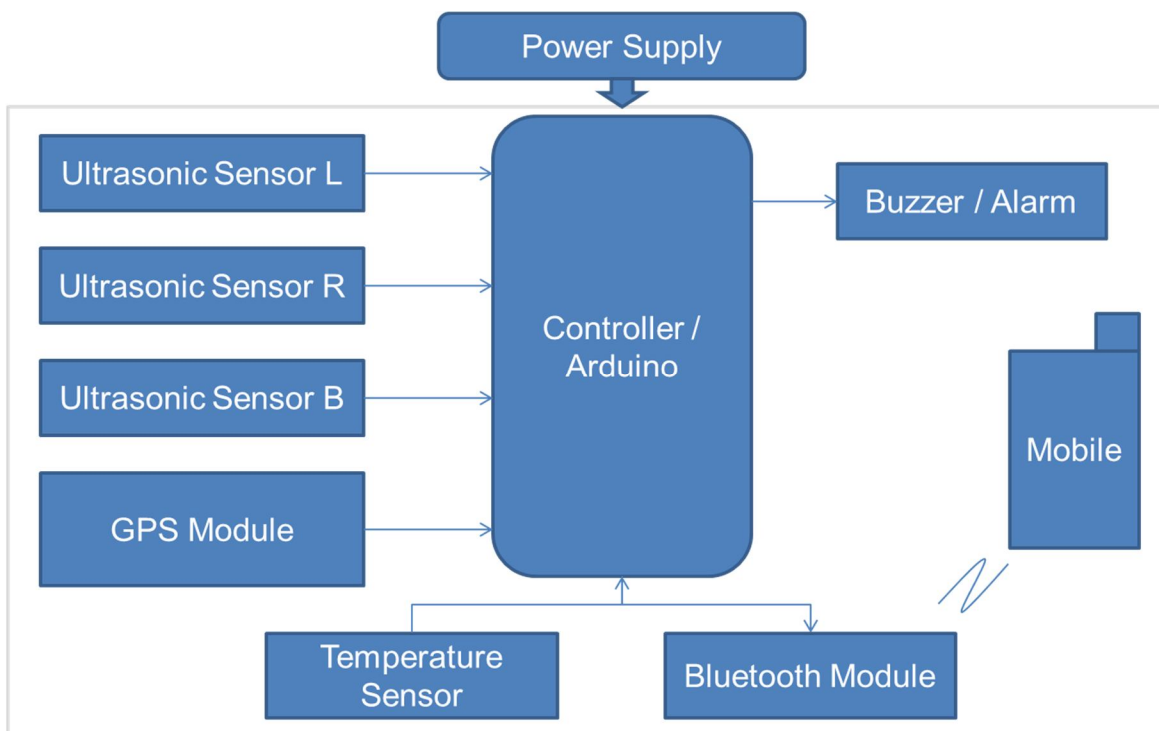 Power Supply
Ultrasonic Sensor L
Ultrasonic Sensor R
Ultrasonic Sensor B
GPS Module
Controller /
Arduino
Buzzer / Alarm
Mobile
Temperature
Sensor
Bluetooth Module